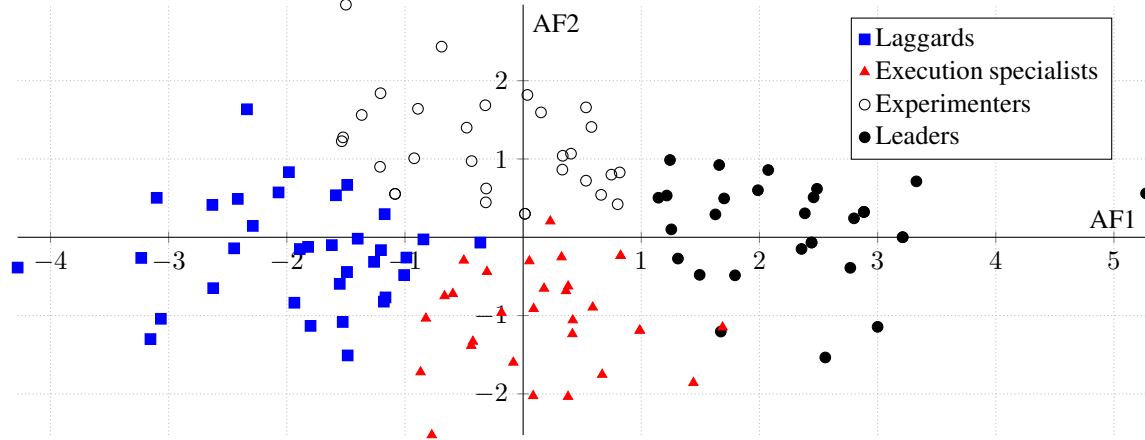 AF2
Laggards
Execution specialists
Experimenters
Leaders
2
1
AF1
−4 −3 −2 −1 1 2 3 4 5
−1
−2